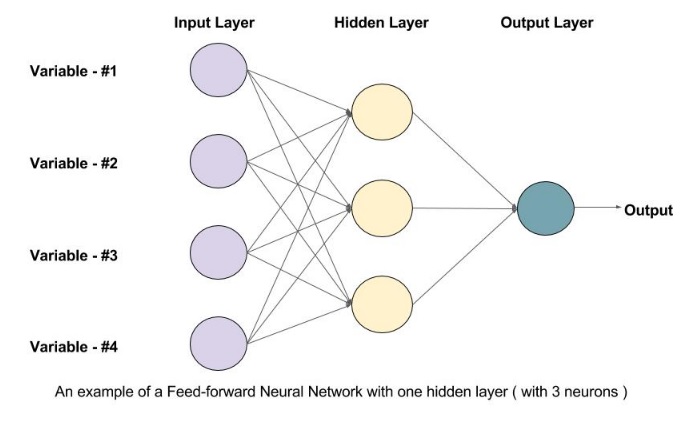 Input Layer Hidden Layer Output Layer
Variable - #1
Variable - #2
Variable - #3
Output
Variable - #4
An example of a Feed-forward Neural Network with one hidden layer ( with 3 neurons )